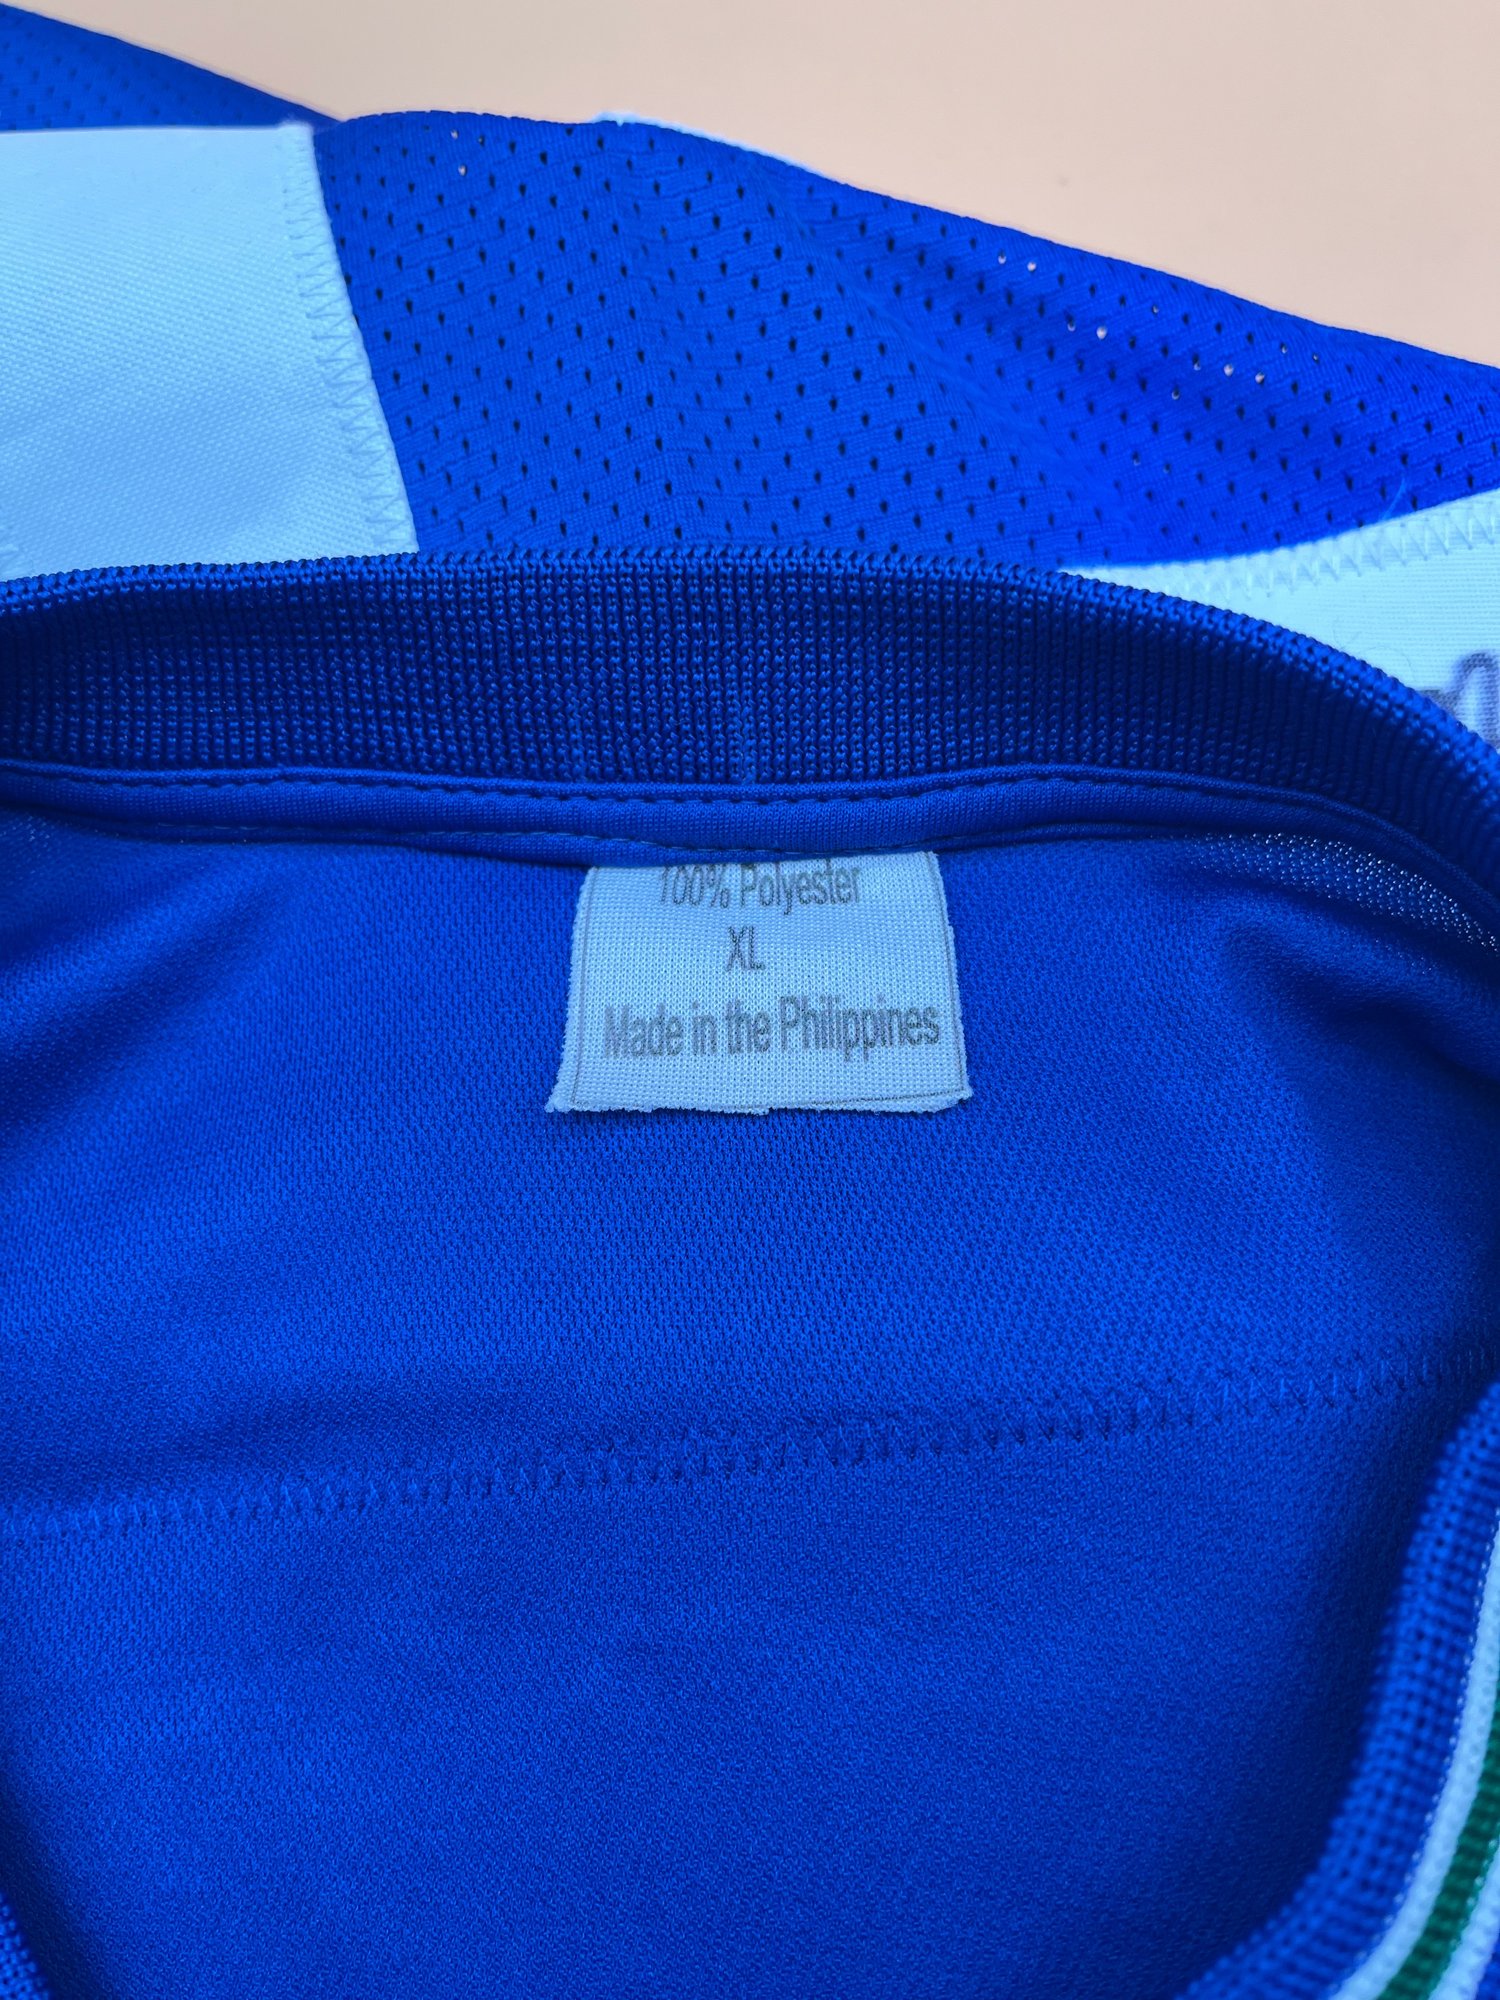 100% Polyester
XL
Made in the Philippines